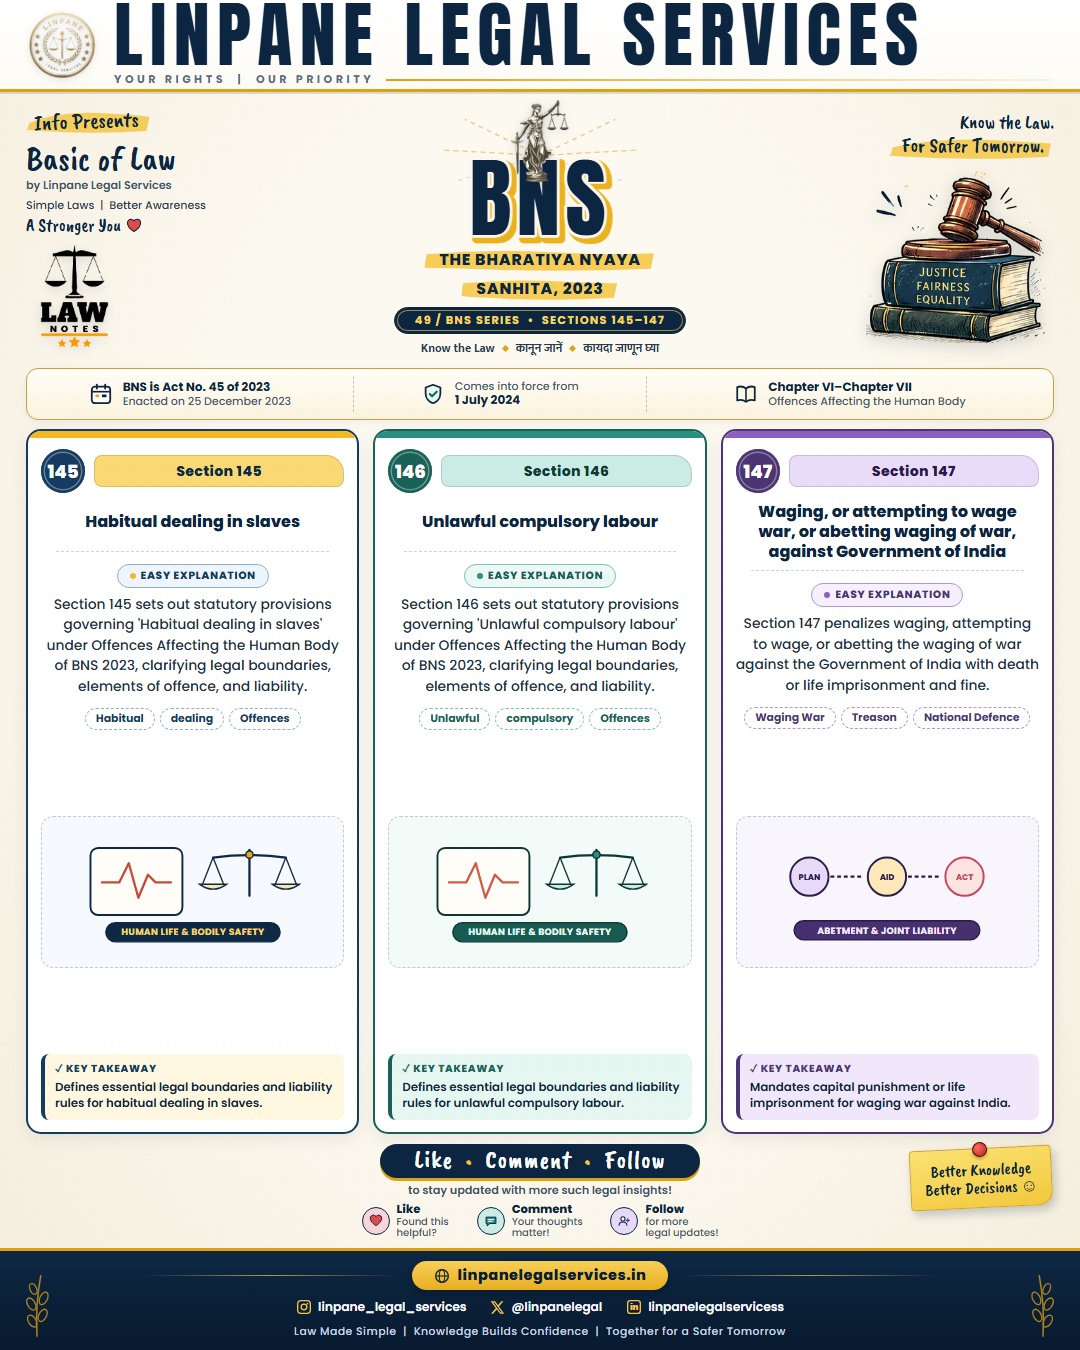 LINPANE LEGAL SERVICES
YOUR RIGHTS | OUR PRIORITY
Info Presents
Basic of Law
by Linpane Legal Services
Simple Laws | Better Awareness
A Stronger You
LAW
NOTES
BNS
THE BHARATIYA NYAYA
SANHITA, 2023
49 / BNS SERIES • SECTIONS 145–147
Know the Law ◆ कानून जानें ◆ कायदा जाणून घ्या
Know the Law.
For Safer Tomorrow.
JUSTICE
FAIRNESS
EQUALITY
BNS is Act No. 45 of 2023
Enacted on 25 December 2023
Comes into force from
1 July 2024
Chapter VI–Chapter VII
Offences Affecting the Human Body
145
Section 145
Habitual dealing in slaves
EASY EXPLANATION
Section 145 sets out statutory provisions
governing 'Habitual dealing in slaves'
under Offences Affecting the Human Body
of BNS 2023, clarifying legal boundaries,
elements of offence, and liability.
Habitual dealing Offences
HUMAN LIFE & BODILY SAFETY
✓ KEY TAKEAWAY
Defines essential legal boundaries and liability
rules for habitual dealing in slaves.
146
Section 146
Unlawful compulsory labour
EASY EXPLANATION
Section 146 sets out statutory provisions
governing 'Unlawful compulsory labour'
under Offences Affecting the Human Body
of BNS 2023, clarifying legal boundaries,
elements of offence, and liability.
Unlawful compulsory Offences
HUMAN LIFE & BODILY SAFETY
✓ KEY TAKEAWAY
Defines essential legal boundaries and liability
rules for unlawful compulsory labour.
147
Section 147
Waging, or attempting to wage
war, or abetting waging of war,
against Government of India
EASY EXPLANATION
Section 147 penalizes waging, attempting
to wage, or abetting the waging of war
against the Government of India with death
or life imprisonment and fine.
Waging War Treason National Defence
PLAN AID ACT
ABETMENT & JOINT LIABILITY
✓ KEY TAKEAWAY
Mandates capital punishment or life
imprisonment for waging war against India.
Like • Comment • Follow
to stay updated with more such legal insights!
Like
Found this
helpful?
Comment
Your thoughts
matter!
Follow
for more
legal updates!
Better Knowledge
Better Decisions ☺
linpanelegalservices.in
linpane_legal_services @linpanelegal linpanelegalservicess
Law Made Simple | Knowledge Builds Confidence | Together for a Safer Tomorrow